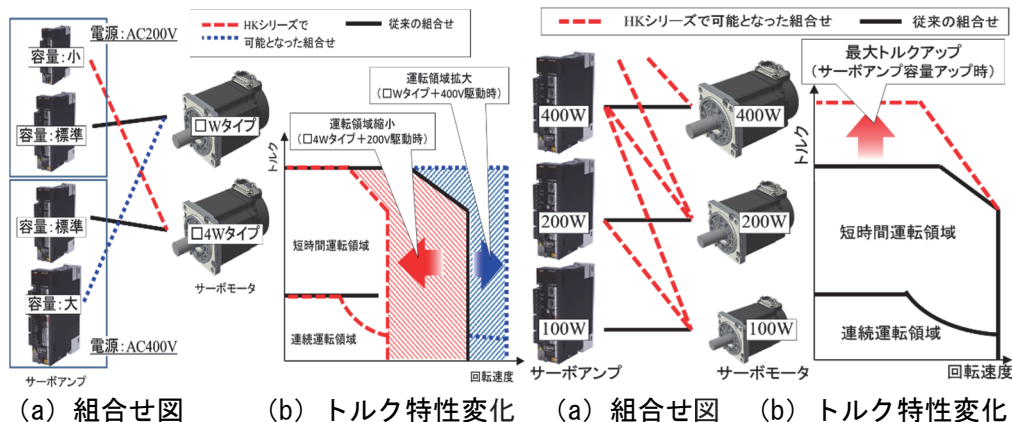 電源：AC200V
容量：小
容量：標準
容量：標準
容量：大
電源：AC400V
サーボアンプ
□Wタイプ
□4Wタイプ
サーボモータ
(a) 組合せ図
HKシリーズで
可能となった組合せ
従来の組合せ
運転領域拡大
（□Wタイプ＋400V駆動時）
運転領域縮小
（□4Wタイプ＋200V駆動時）
トルク
短時間運転領域
連続運転領域
回転速度
(b) トルク特性変化
HKシリーズで可能となった組合せ
従来の組合せ
400W
200W
100W
サーボアンプ
400W
200W
100W
サーボモータ
(a) 組合せ図
最大トルクアップ
（サーボアンプ容量アップ時）
トルク
短時間運転領域
連続運転領域
回転速度
(b) トルク特性変化